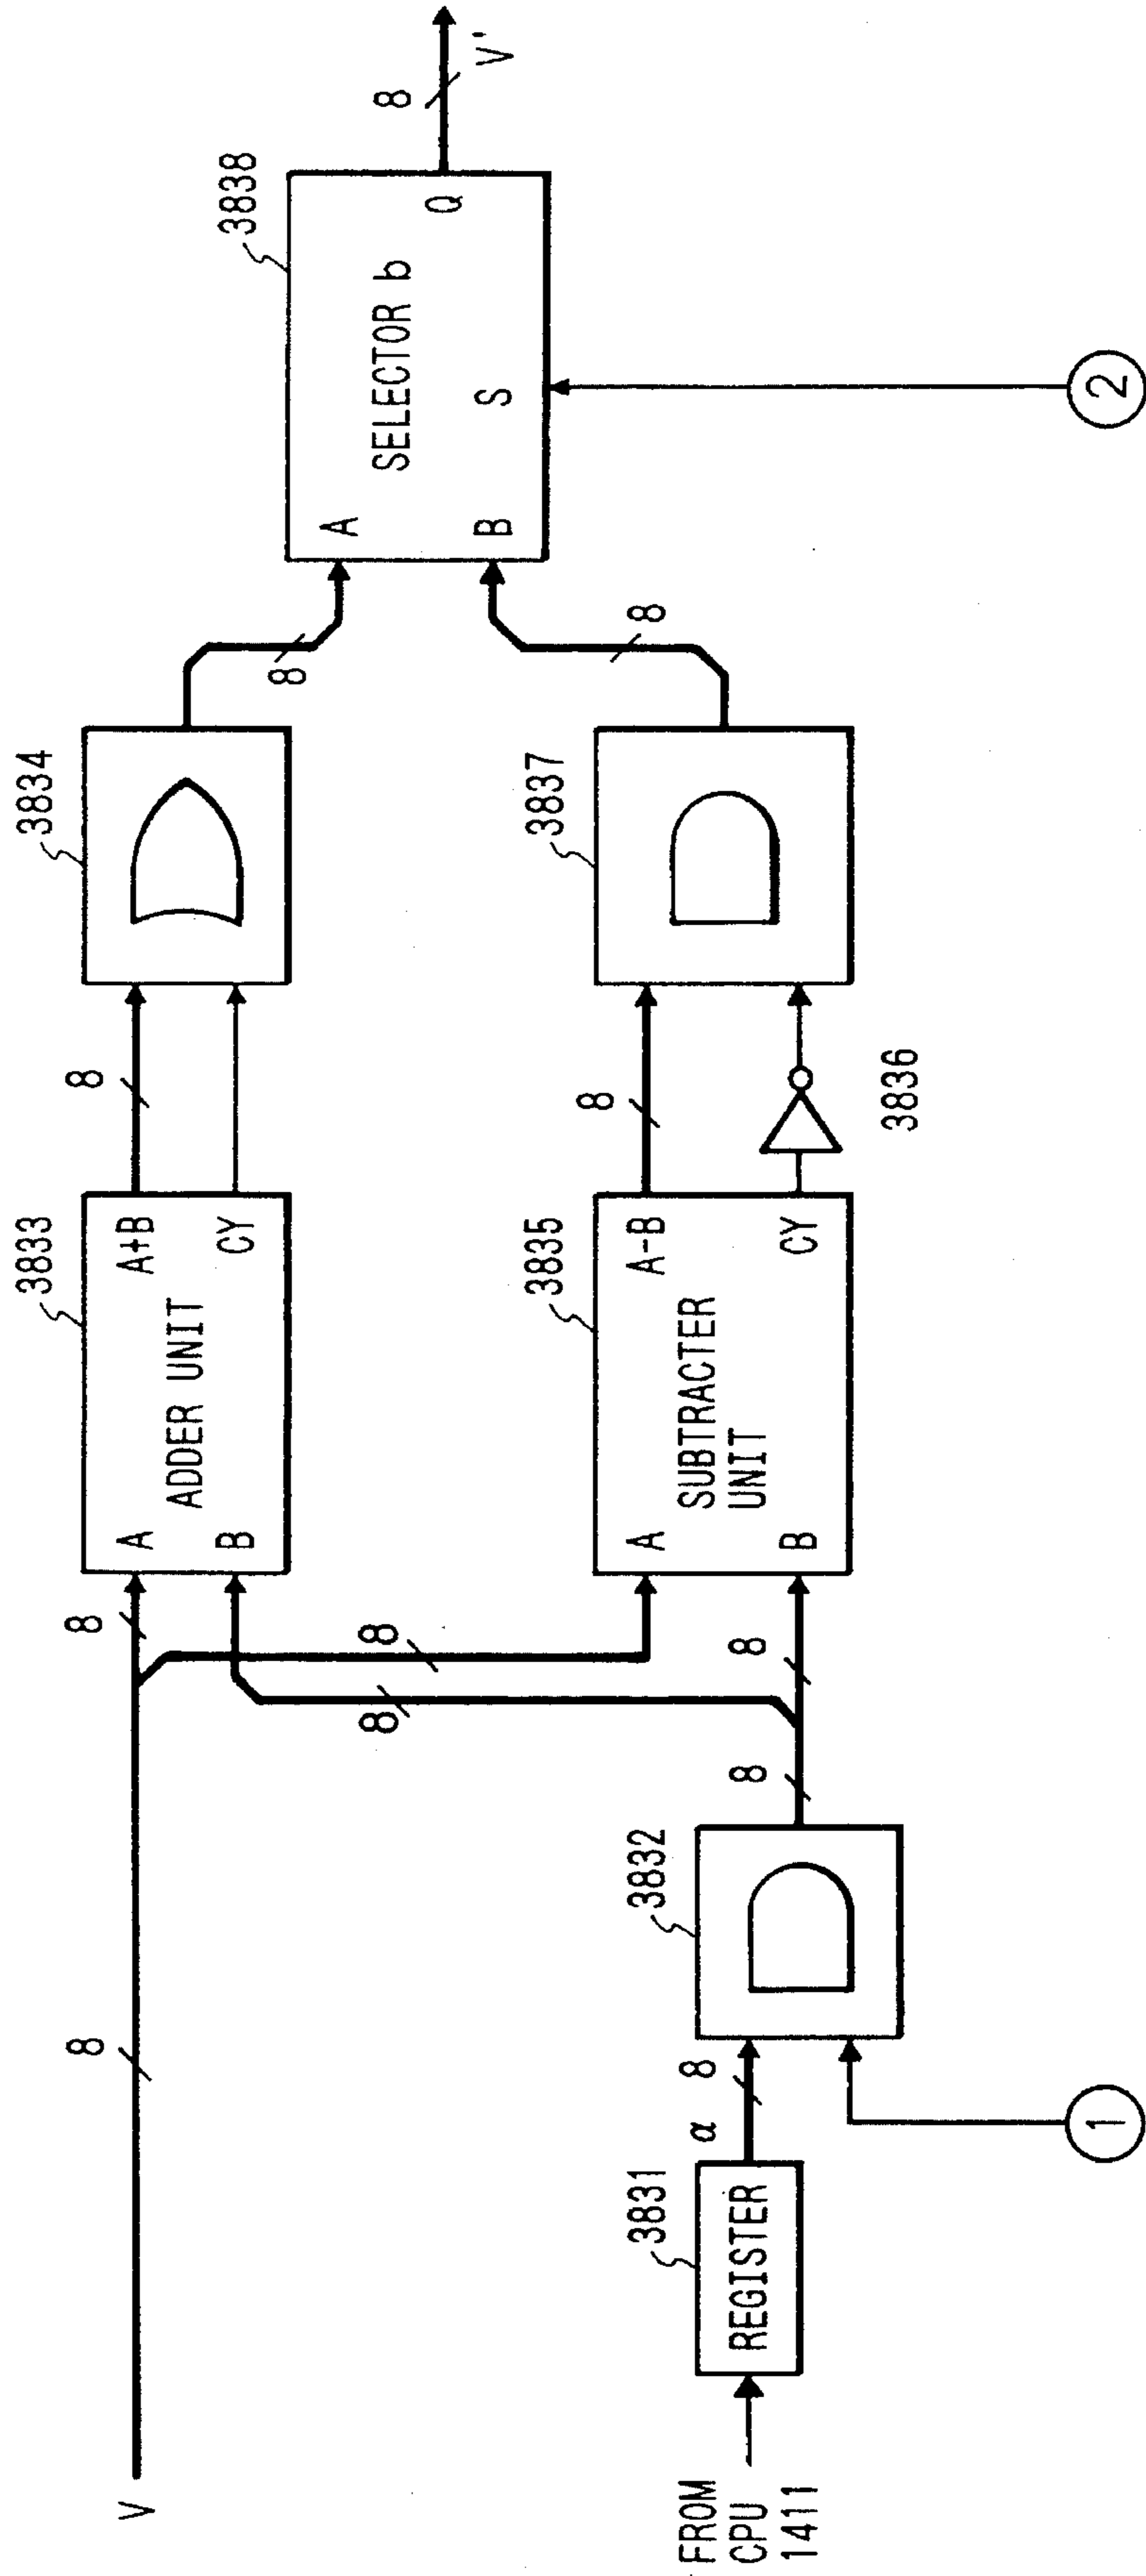 V
8
8
3833
A
B
ADDER UNIT
A+B
CY
8
3834
8
3838
A
B
SELECTOR b
S
Q
8
V'
8
8
3835
A
B
SUBTRACTER
UNIT
A-B
CY
8
3836
3837
8
FROM
CPU
1411
3831
REGISTER
α
8
3832
8
8
1
2